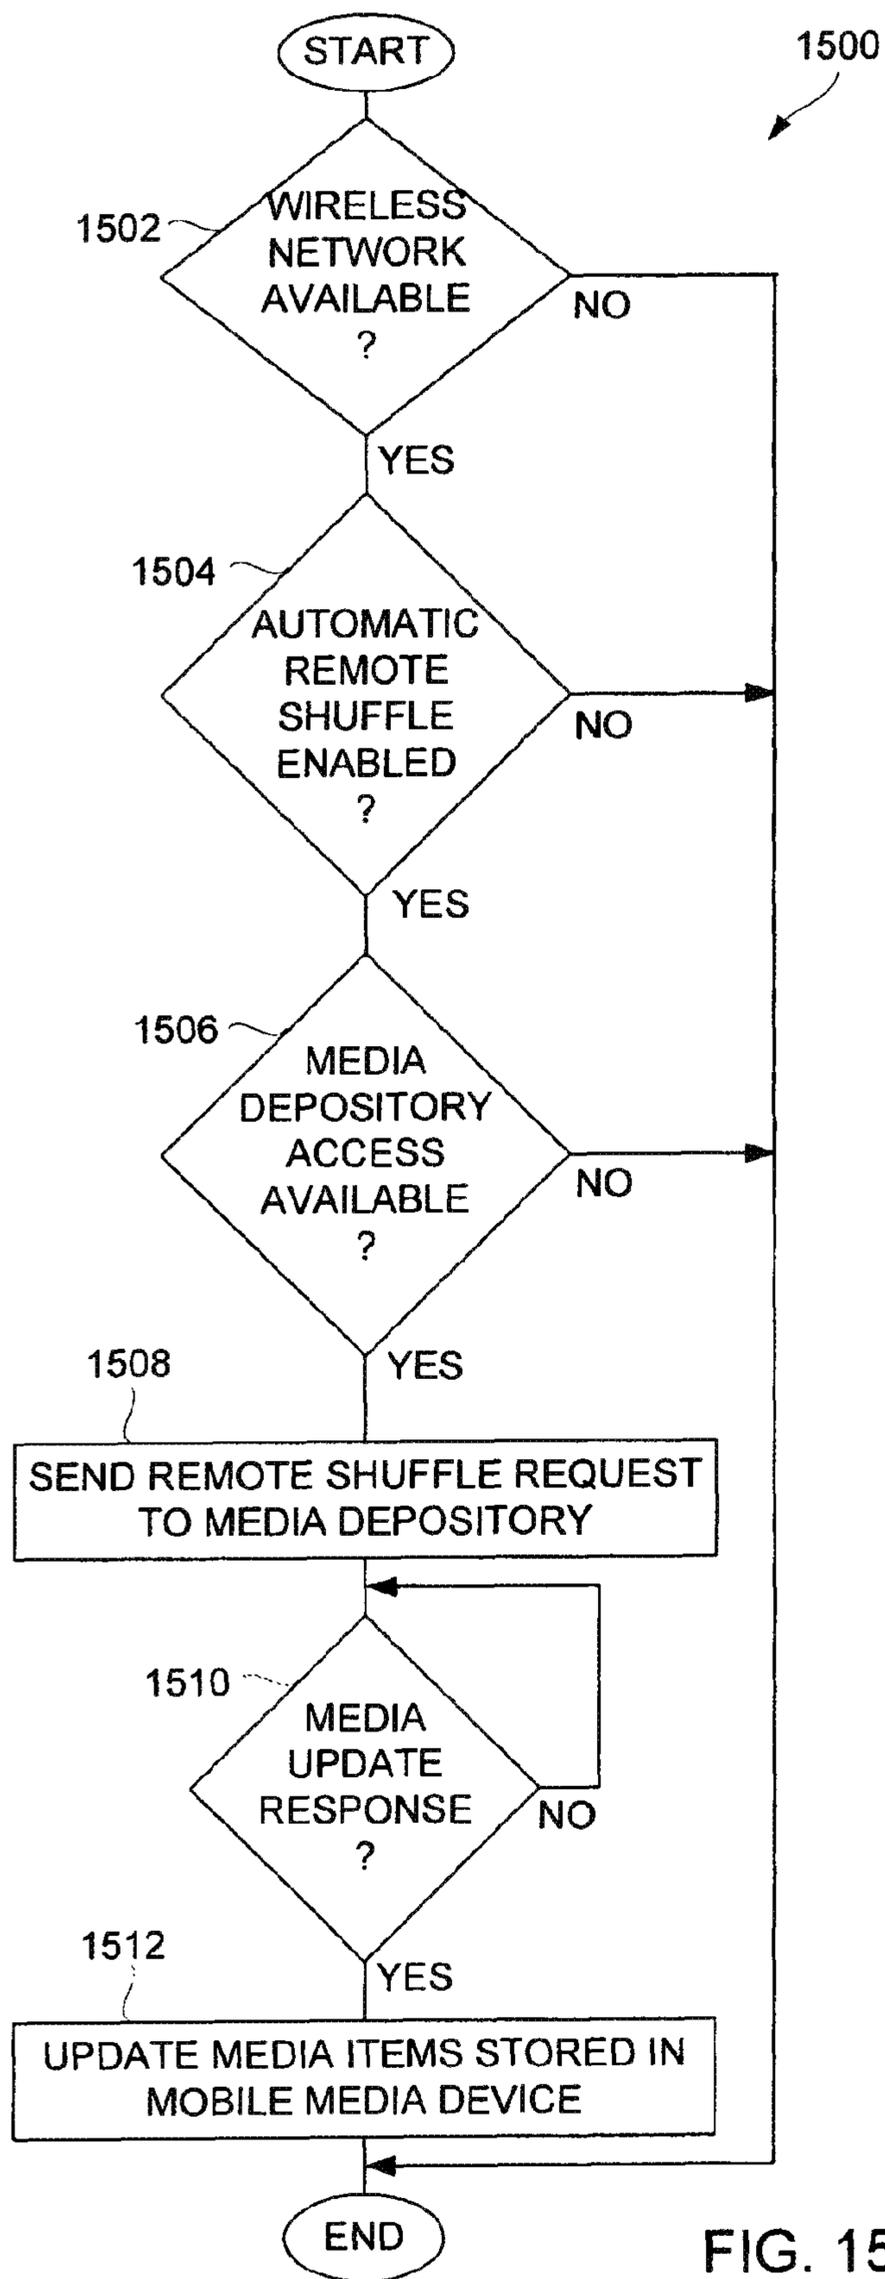 START
1500
1502
WIRELESS
NETWORK
AVAILABLE
?
NO
YES
1504
AUTOMATIC
REMOTE
SHUFFLE
ENABLED
?
NO
YES
1506
MEDIA
DEPOSITORY
ACCESS
AVAILABLE
?
NO
YES
1508
SEND REMOTE SHUFFLE REQUEST
TO MEDIA DEPOSITORY
1510
MEDIA
UPDATE
RESPONSE
?
NO
YES
1512
UPDATE MEDIA ITEMS STORED IN
MOBILE MEDIA DEVICE
END
FIG. 15